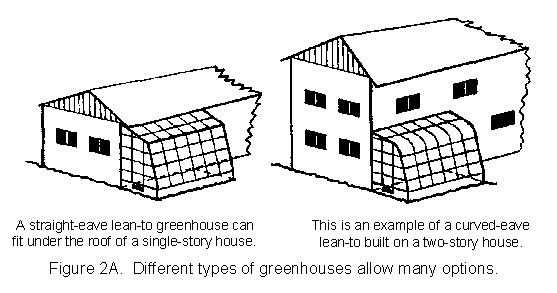 A straight-eave lean-to greenhouse can
fit under the roof of a single-story house.
This is an example of a curved-eave
lean-to built on a two-story house.
Figure 2A.  Different types of greenhouses allow many options.